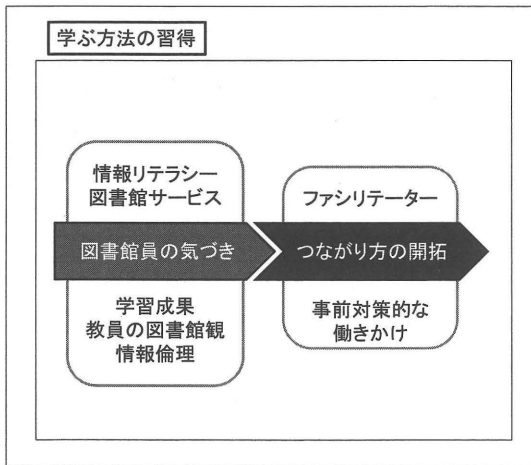 学ぶ方法の習得
情報リテラシー
図書館サービス
図書館員の気づき
学習成果
教員の図書館観
情報倫理
ファシリテーター
つながり方の開拓
事前対策的な
働きかけ